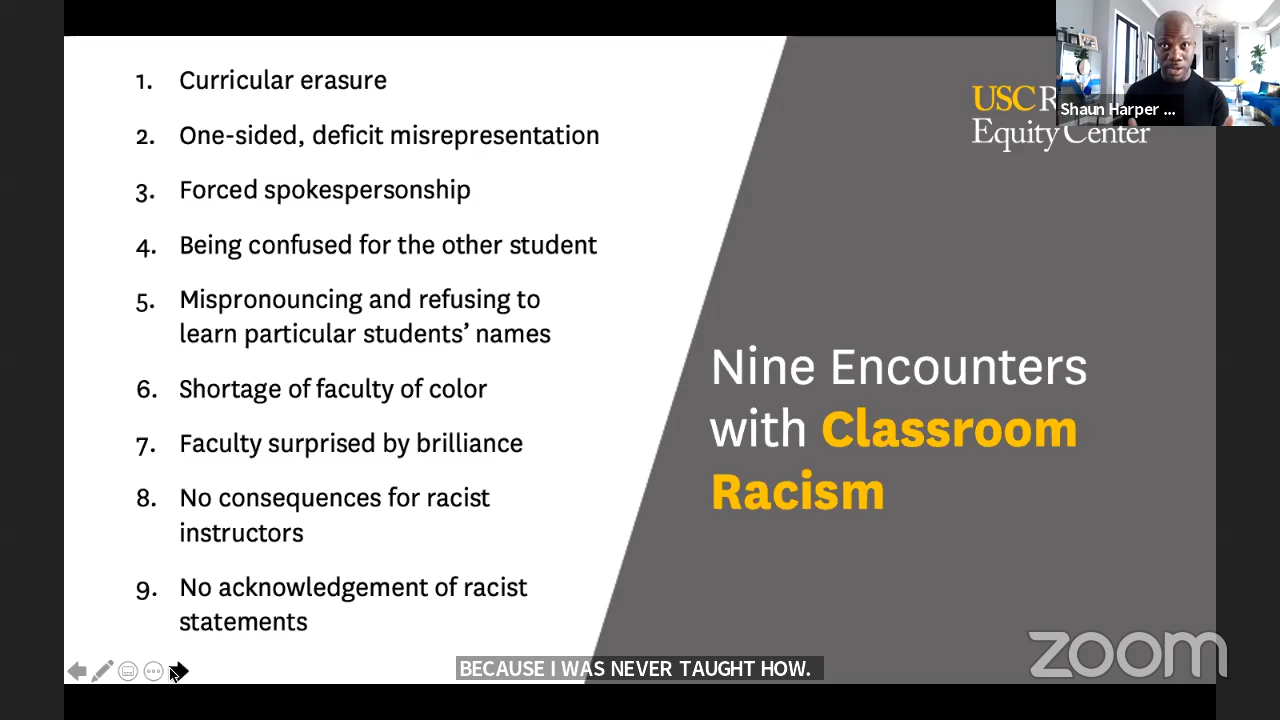 1. Curricular erasure
2. One-sided, deficit misrepresentation
3. Forced spokespersonship
4. Being confused for the other student
5. Mispronouncing and refusing to
learn particular students’ names
6. Shortage of faculty of color
7. Faculty surprised by brilliance
8. No consequences for racist
instructors
9. No acknowledgement of racist
statements
USC
Equity Center
Shaun Harper ...
Nine Encounters
with Classroom
Racism
BECAUSE I WAS NEVER TAUGHT HOW.
zoom